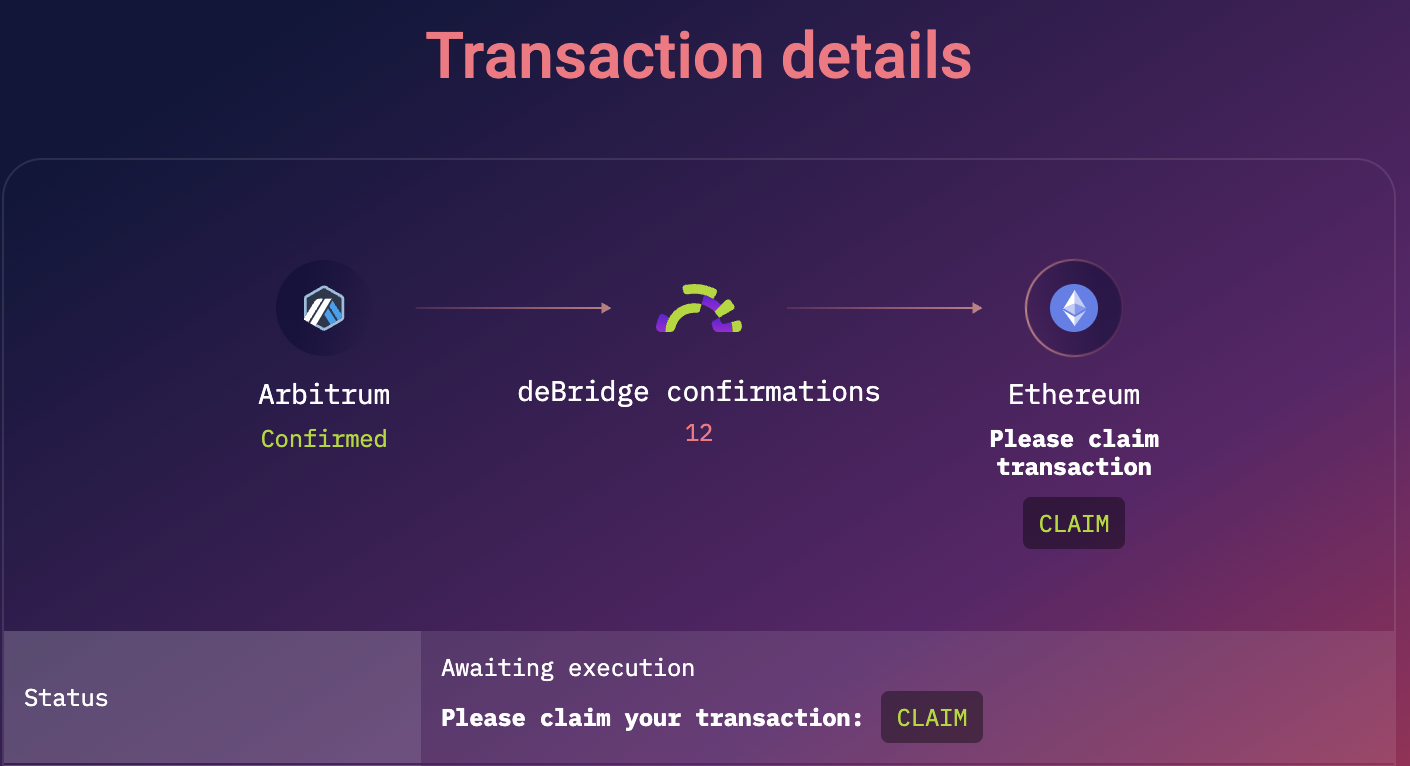 Transaction details
Arbitrum
Confirmed
deBridge confirmations
12
Ethereum
Please claim
transaction
CLAIM
Status
Awaiting execution
Please claim your transaction: CLAIM